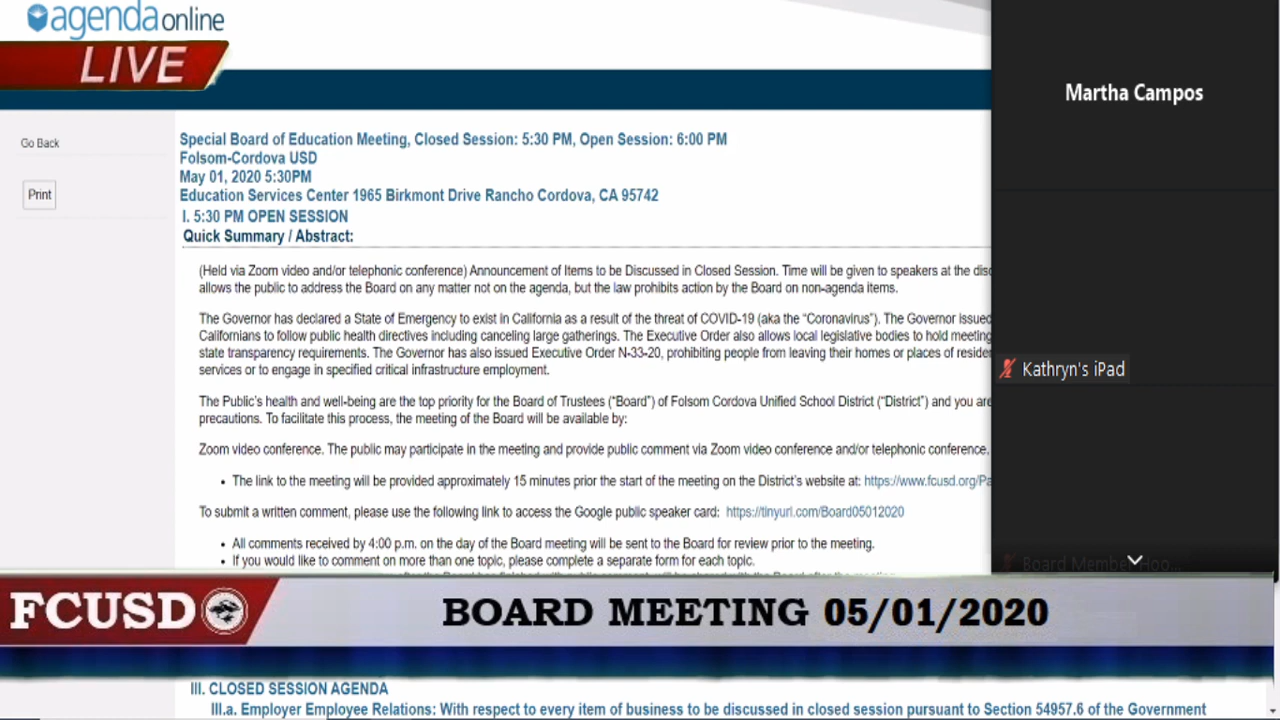 agendaonline
LIVE
Martha Campos
Go Back
Print
Special Board of Education Meeting, Closed Session: 5:30 PM, Open Session: 6:00 PM
Folsom-Cordova USD
May 01, 2020 5:30PM
Education Services Center 1965 Birkmont Drive Rancho Cordova, CA 95742
I. 5:30 PM OPEN SESSION
Quick Summary / Abstract:
(Held via Zoom video and/or telephonic conference) Announcement of Items to be Discussed in Closed Session. Time will be given to speakers at the
allows the public to address the Board on any matter not on the agenda, but the law prohibits action by the Board on non-agenda items.
The Governor has declared a State of Emergency to exist in California as a result of the threat of COVID-19 (aka the “Coronavirus”). The Governor issued
Californians to follow public health directives including canceling large gatherings. The Executive Order also allows local legislative bodies to hold meeting
state transparency requirements. The Governor has also issued Executive Order N-33-20, prohibiting people from leaving their homes or places of
services or to engage in specified critical infrastructure employment.
Kathryn's iPad
The Public’s health and well-being are the top priority for the Board of Trustees (“Board”) of Folsom Cordova Unified School District (“District”) and you are
precautions. To facilitate this process, the meeting of the Board will be available by:
Zoom video conference. The public may participate in the meeting and provide public comment via Zoom video conference and/or telephonic conference.
• The link to the meeting will be provided approximately 15 minutes prior the start of the meeting on the District’s website at: https://www.fcusd.org/Pa
To submit a written comment, please use the following link to access the Google public speaker card: https://tinyurl.com/Board05012020
• All comments received by 4:00 p.m. on the day of the Board meeting will be sent to the Board for review prior to the meeting.
• If you would like to comment on more than one topic, please complete a separate form for each topic.
Board Member Hoo...
FCUSD
BOARD MEETING 05/01/2020
III. CLOSED SESSION AGENDA
III.a. Employer Employee Relations: With respect to every item of business to be discussed in closed session pursuant to Section 54957.6 of the Government